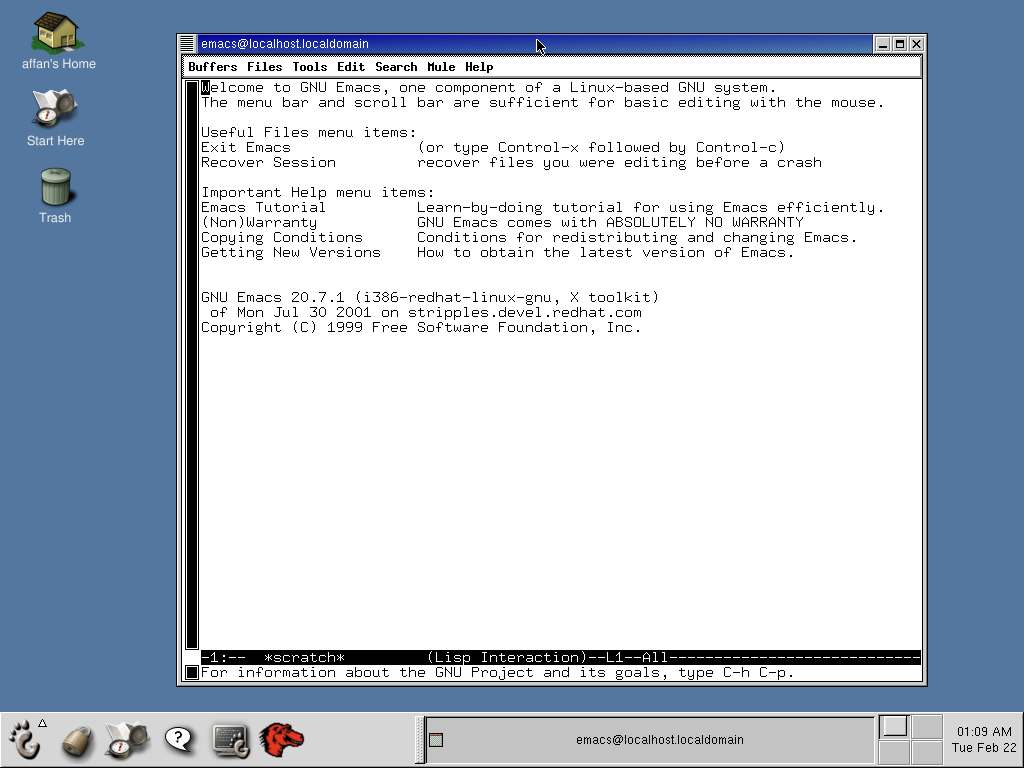 affan's Home
Start Here
Trash
emacs@localhost.localdomain
Buffers Files Tools Edit Search Mule Help
Welcome to GNU Emacs, one component of a Linux-based GNU system.
The menu bar and scroll bar are sufficient for basic editing with the mouse.
Useful Files menu items:
Exit Emacs (or type Control-x followed by Control-c)
Recover Session recover files you were editing before a crash
Important Help menu items:
Emacs Tutorial Learn-by-doing tutorial for using Emacs efficiently.
(Non)Warranty GNU Emacs comes with ABSOLUTELY NO WARRANTY
Copying Conditions Conditions for redistributing and changing Emacs.
Getting New Versions How to obtain the latest version of Emacs.
GNU Emacs 20.7.1 (i386-redhat-linux-gnu, X toolkit)
of Mon Jul 30 2001 on stripples.devel.redhat.com
Copyright (C) 1999 Free Software Foundation, Inc.
-1:-- *scratch* (Lisp Interaction)--L1--All----------------------------
For information about the GNU Project and its goals, type C-h C-p.
?
emacs@localhost.localdomain
01:09 AM
Tue Feb 22